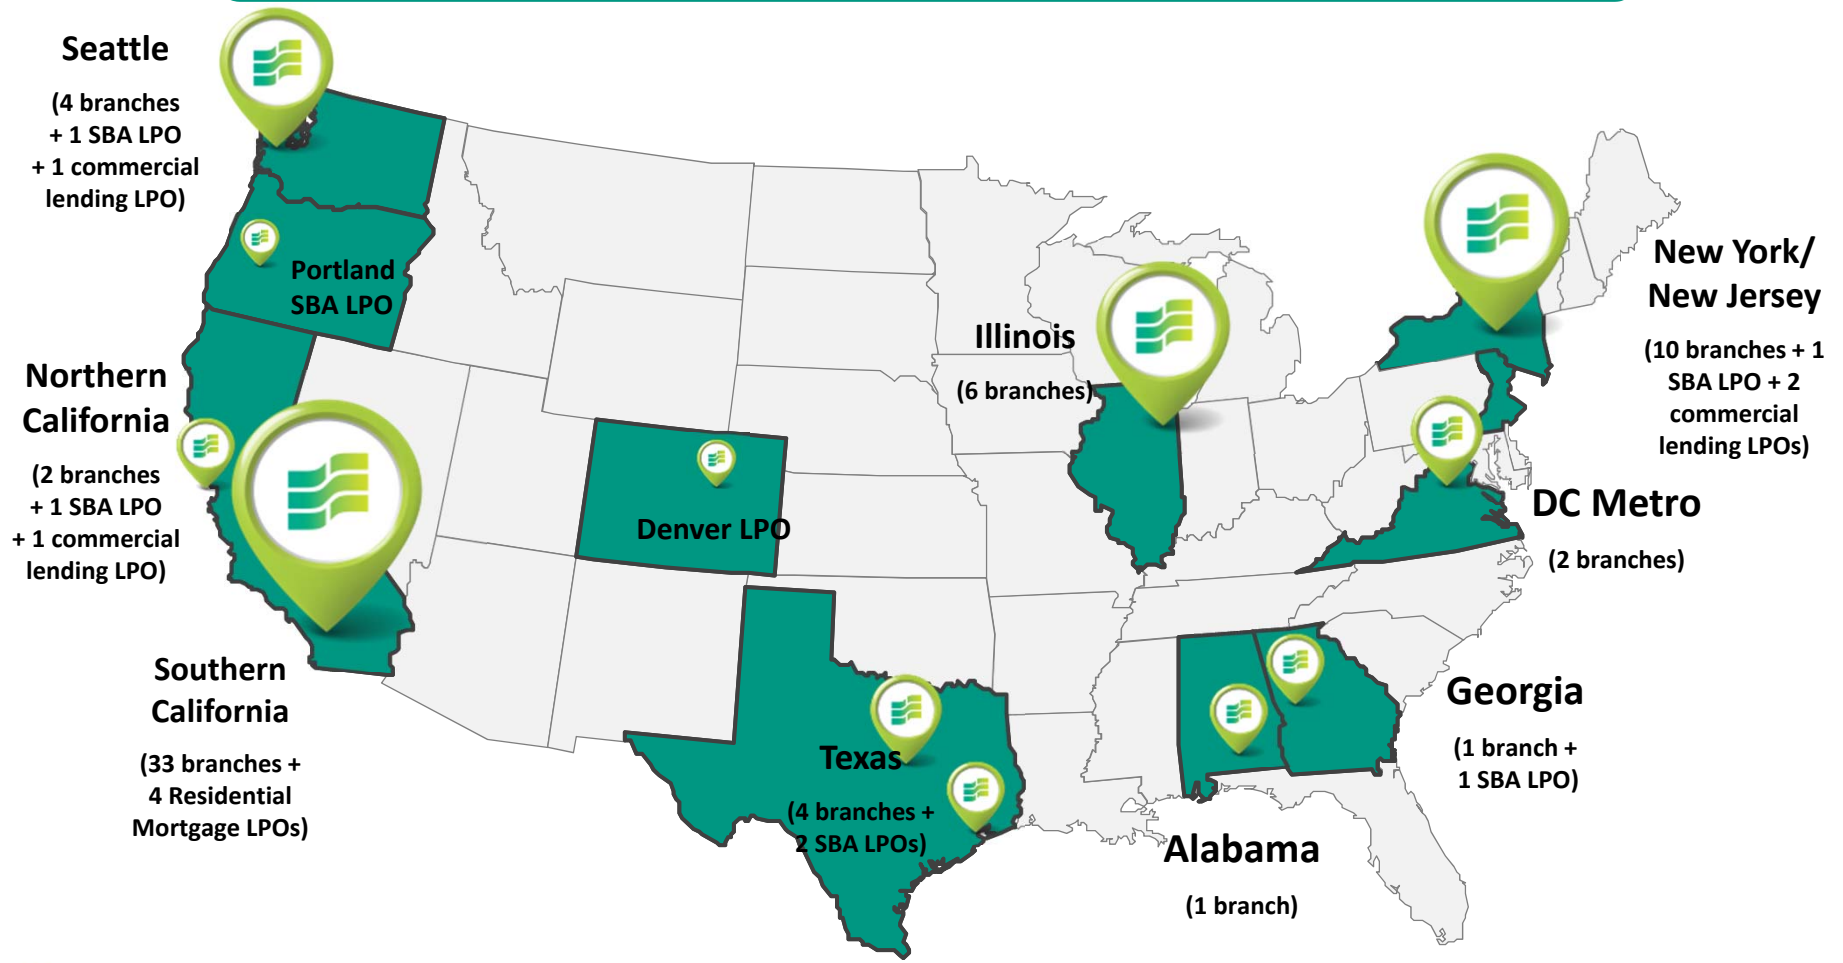 Seattle
(4 branches
+ 1 SBA LPO
+ 1 commercial
lending LPO)
Portland
SBA LPO
Northern
California
(2 branches
+ 1 SBA LPO
+ 1 commercial
lending LPO)
Southern
California
(33 branches +
4 Residential
Mortgage LPOs)
Denver LPO
Texas
(4 branches +
2 SBA LPOs)
Illinois
(6 branches)
New York/
New Jersey
(10 branches + 1
SBA LPO + 2
commercial
lending LPOs)
DC Metro
(2 branches)
Georgia
(1 branch +
1 SBA LPO)
Alabama
(1 branch)